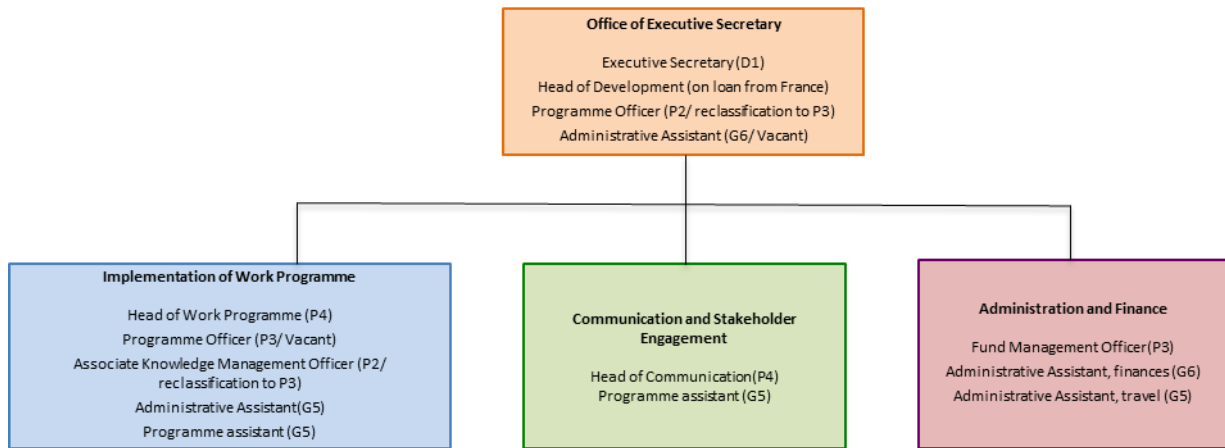 Office of Executive Secretary
Executive Secretary (D1)
Head of Development (on loan from France)
Programme Officer (P2/ reclassification to P3)
Administrative Assistant (G6/ Vacant)
Implementation of Work Programme
Head of Work Programme (P4)
Programme Officer (P3/ Vacant)
Associate Knowledge Management Officer (P2/
reclassification to P3)
Administrative Assistant(G5)
Programme assistant (G5)
Communication and Stakeholder
Engagement
Head of Communication(P4)
Programme assistant(G5)
Administration and Finance
Fund Management Officer(P3)
Administrative Assistant, finances (G6)
Administrative Assistant, travel (G5)